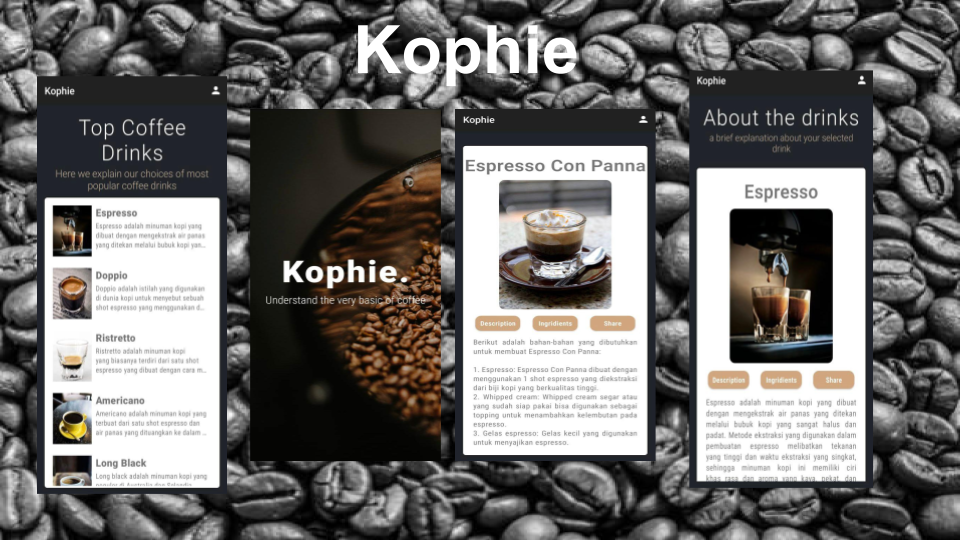 Kophie
Kophie
Top Coffee
Drinks
Here we explain our choices of most
popular coffee drinks
Espresso
Espresso adalah minuman kopi yang
dibuat dengan mengekstrak air panas
yang ditekan melalui bubuk kopi yan...
Doppio
Doppio adalah istilah yang digunakan
di dunia kopi untuk menyebut sebuah
shot espresso yang menggunakan d...
Ristretto
Ristretto adalah minuman kopi
yang biasanya terdiri dari satu shot
espresso yang dibuat dengan cara m...
Americano
Americano adalah minuman kopi yang
terbuat dari satu shot espresso dan
air panas yang dituangkan ke dalam ...
Long Black
Long black adalah minuman kopi yang
populer di Australia dan Selandia
Kophie.
Understand the very basic of coffee
Kophie
Espresso Con Panna
Description Ingridients Share
Berikut adalah bahan-bahan yang dibutuhkan
untuk membuat Espresso Con Panna:
1. Espresso: Espresso Con Panna dibuat dengan
menggunakan 1 shot espresso yang diekstraksi
dari biji kopi yang berkualitas tinggi.
2. Whipped cream: Whipped cream segar atau
yang sudah siap pakai bisa digunakan sebagai
topping untuk menambahkan kelembutan pada
espresso.
3. Gelas espresso: Gelas kecil yang digunakan
untuk menyajikan espresso.
Kophie
About the drinks
a brief explanation about your selected
drink
Espresso
Description Ingridients Share
Espresso adalah minuman kopi yang dibuat
dengan mengekstrak air panas yang ditekan
melalui bubuk kopi yang sangat halus dan
padat. Metode ekstraksi yang digunakan dalam
pembuatan espresso melibatkan tekanan
yang tinggi dan waktu ekstraksi yang singkat,
sehingga minuman kopi ini memiliki ciri
khas rasa dan aroma yang kaya, pekat, dan